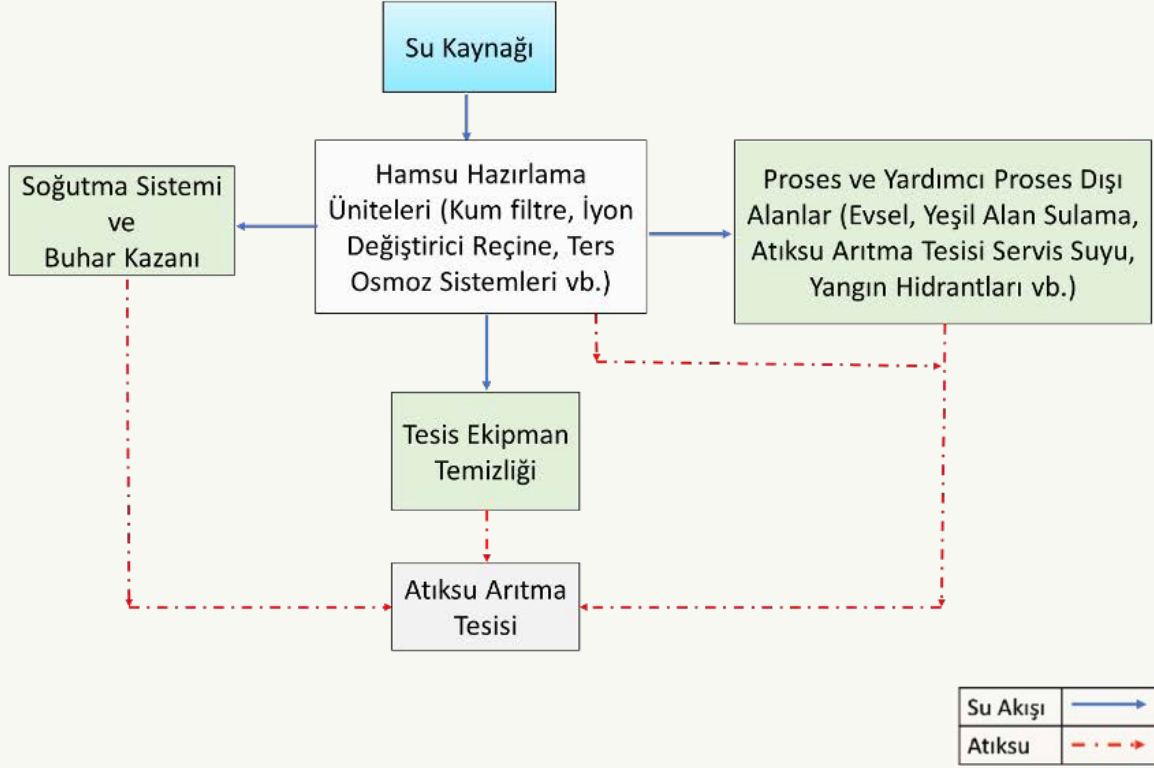 Su Kaynağı
Hamsu Hazırlama
Üniteleri (Kum filtre, İyon
Değiştirici Reçine, Ters
Osmoz Sistemleri vb.)
Soğutma Sistemi
ve
Buhar Kazanı
Proses ve Yardımcı Proses Dışı
Alanlar (Evsel, Yeşil Alan Sulama,
Atıksu Arıtma Tesisi Servis Suyu,
Yangın Hidrantları vb.)
Tesis Ekipman
Temizliği
Atıksu Arıtma
Tesisi
Su Akışı
Atıksu